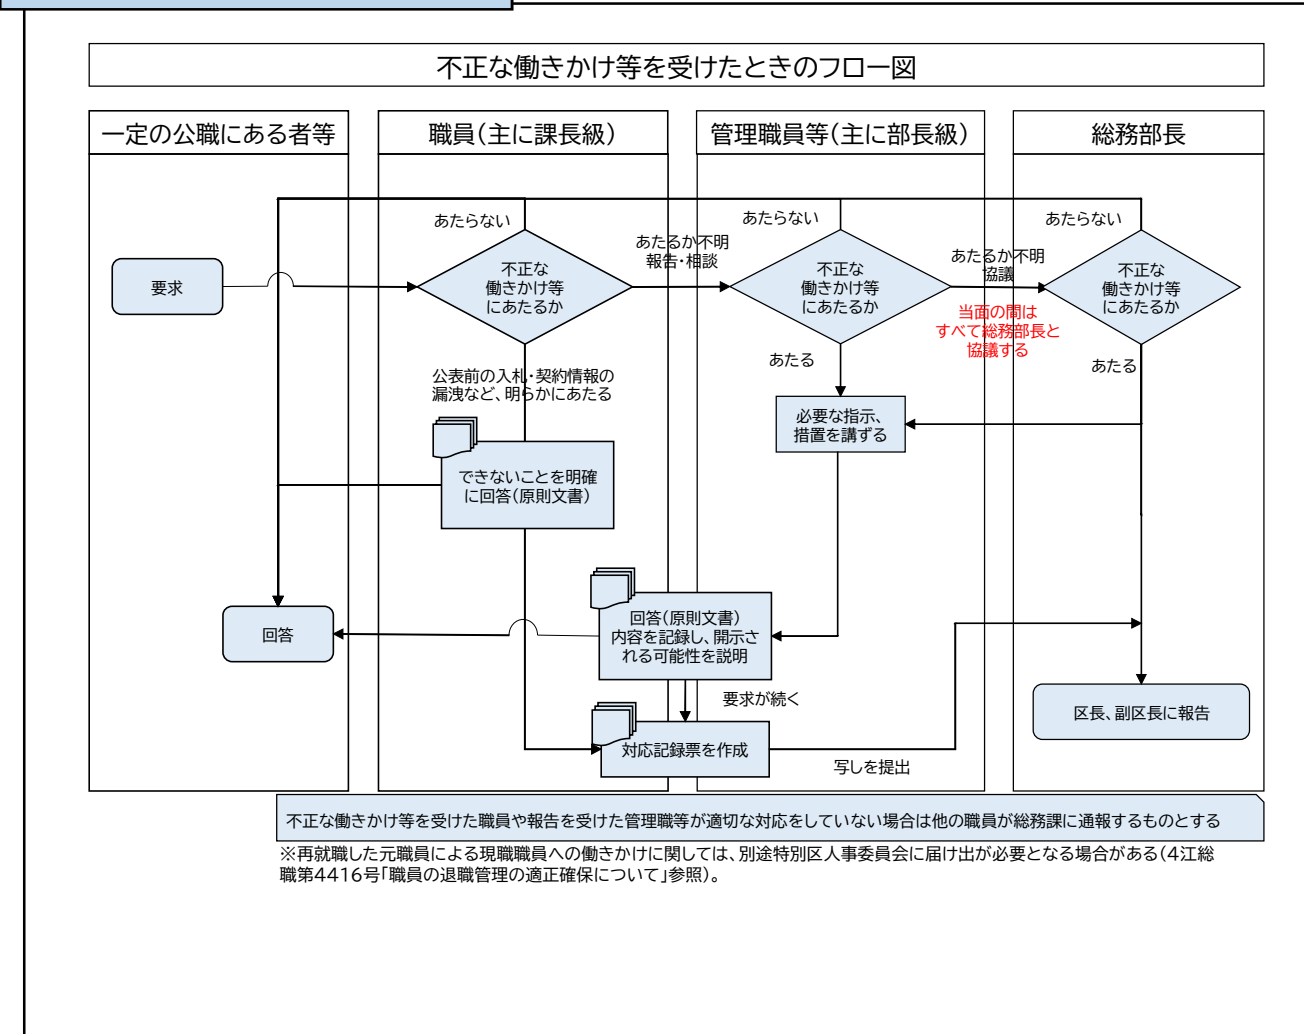 不正な働きかけ等を受けたときのフロー図
一定の公職にある者等
職員(主に課長級)
管理職員等(主に部長級)
総務部長
あたらない
あたらない
あたらない
要求
不正な
働きかけ等
にあたるか
あたるか不明
報告・相談
不正な
働きかけ等
にあたるか
あたるか不明
協議
当面の間は
すべて総務部長と
協議する
不正な
働きかけ等
にあたるか
公表前の入札・契約情報の
漏洩など、明らかにあたる
あたる
あたる
必要な指示、
措置を講ずる
できないことを明確
に回答(原則文書)
回答
回答(原則文書)
内容を記録し、開示さ
れる可能性を説明
要求が続く
対応記録票を作成
写しを提出
区長、副区長に報告
不正な働きかけ等を受けた職員や報告を受けた管理職等が適切な対応をしていない場合は他の職員が総務課に通報するものとする
※再就職した元職員による現職職員への働きかけに関しては、別途特別区人事委員会に届け出が必要となる場合がある(4江総
職第4416号「職員の退職管理の適正確保について」参照)。